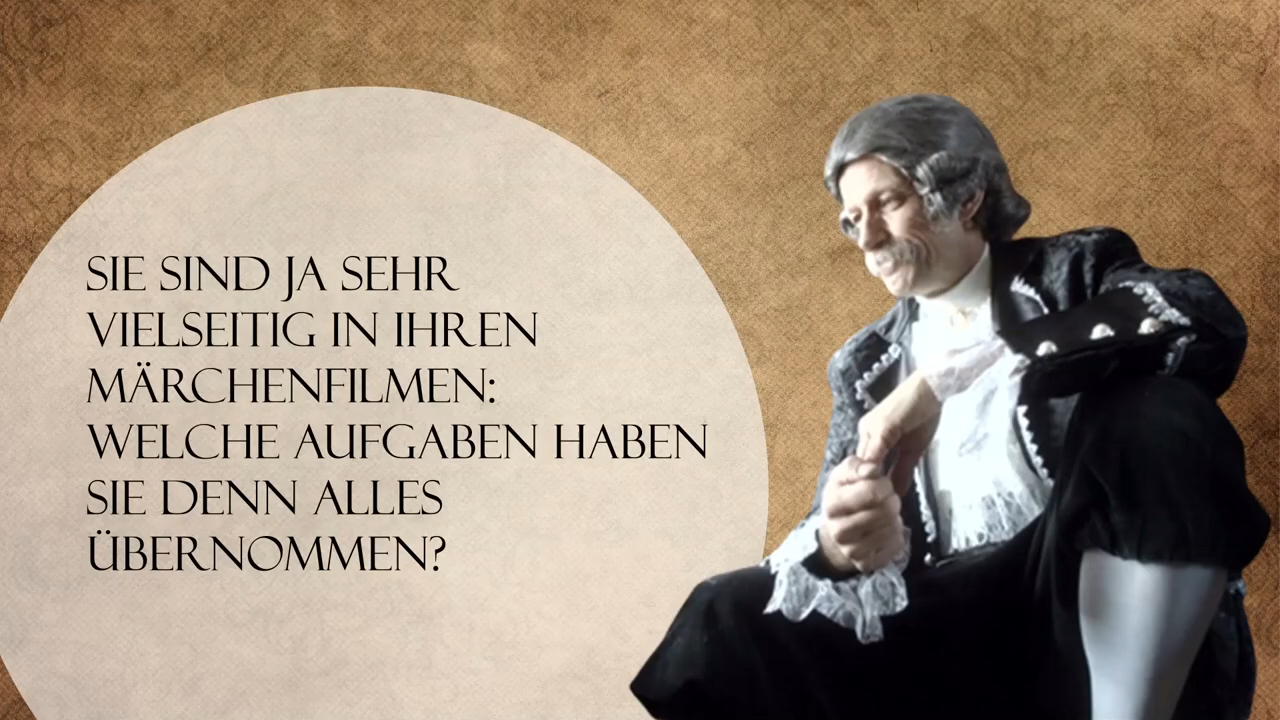 SIE SIND JA SEHR
VIELSEITIG IN IHREN
MÄRCHENFILMEN:
WELCHE AUFGABEN HABEN
SIE DENN ALLES
ÜBERNOMMEN?